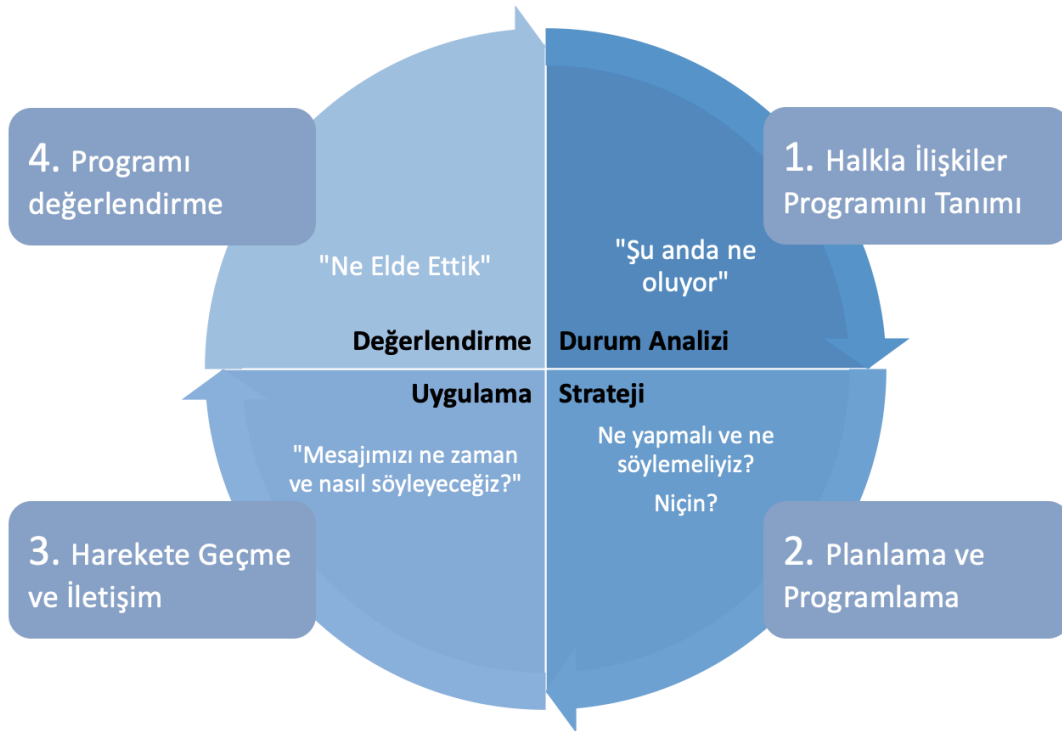 1. Halkla İlişkiler
Programını Tanımı
"Şu anda ne
oluyor"
Durum Analizi
2. Planlama ve
Programlama
Strateji
Ne yapmalı ve ne
söylemeliyiz?
Niçin?
3. Harekete Geçme
ve İletişim
Uygulama
"Mesajımızı ne zaman
ve nasıl söyleyeceğiz?"
4. Programı
değerlendirme
"Ne Elde Ettik"
Değerlendirme